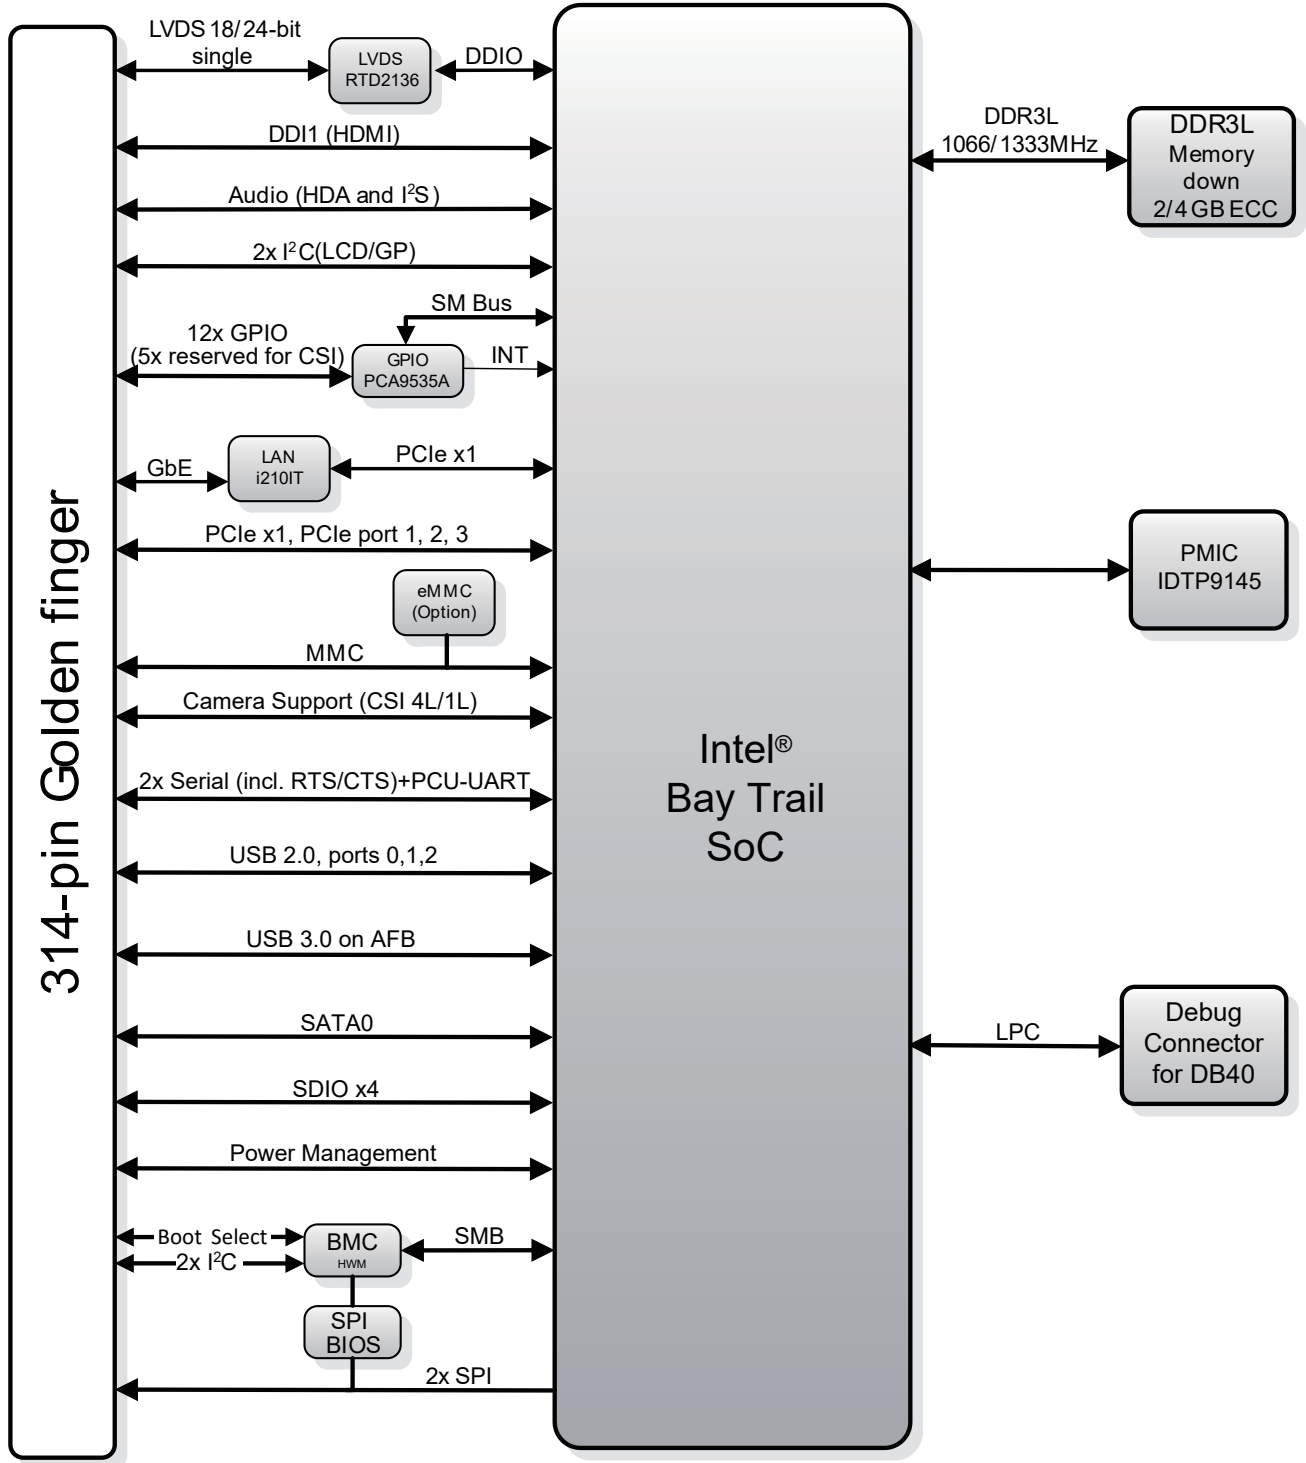 LVDS 18/24-bit
single
LVDS
RTD2136
DDIO
DDI1 (HDMI)
Audio (HDA and I²S)
2x I²C(LCD/GP)
SM Bus
12x GPIO
(5x reserved for CSI)
GPIO
PCA9535A
INT
GbE
LAN
i210IT
PCIe x1
PCIe x1, PCIe port 1, 2, 3
eMMC
(Option)
MMC
Camera Support (CSI 4L/1L)
2x Serial (incl. RTS/CTS)+PCU-UART
USB 2.0, ports 0,1,2
USB 3.0 on AFB
SATA0
SDIO x4
Power Management
Boot Select
2x I²C
BMC
HWM
SMB
SPI
BIOS
2x SPI
314-pin Golden finger
Intel®
Bay Trail
SoC
DDR3L
1066/1333MHz
DDR3L
Memory
down
2/4 GB ECC
PMIC
IDTP9145
LPC
Debug
Connector
for DB40